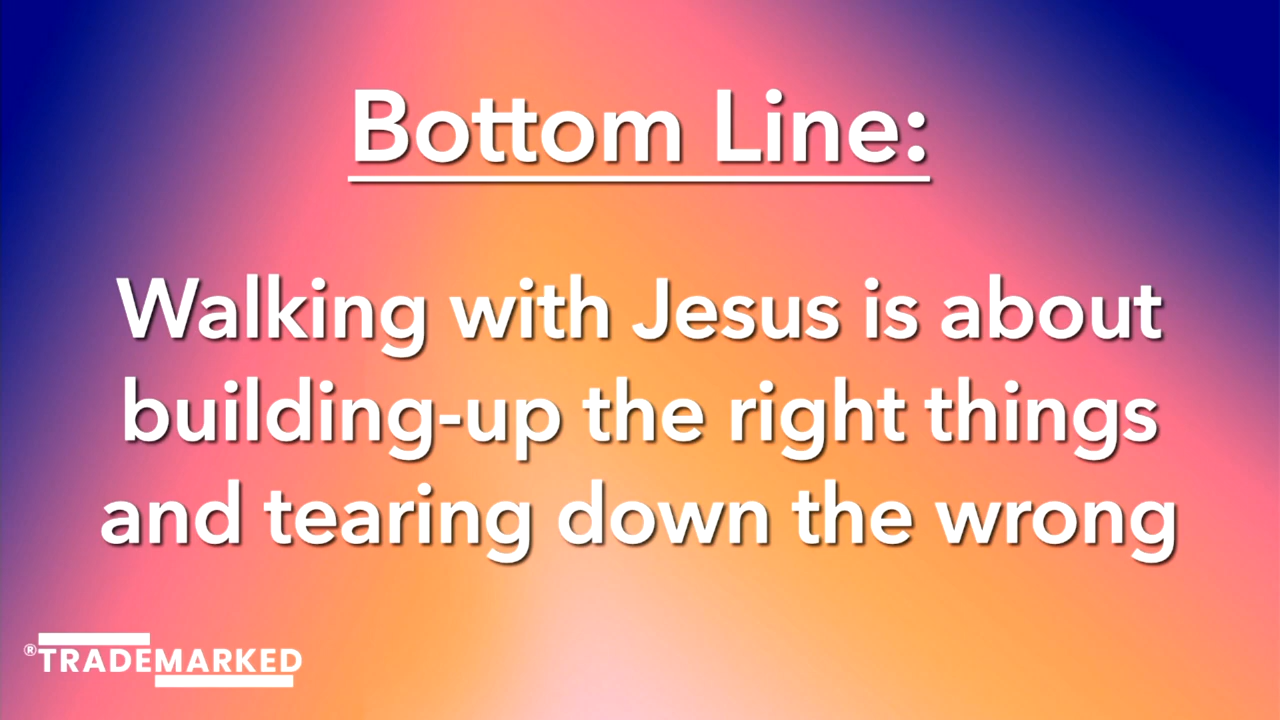 Bottom Line:
Walking with Jesus is about
building-up the right things
and tearing down the wrong
®TRADEMARKED